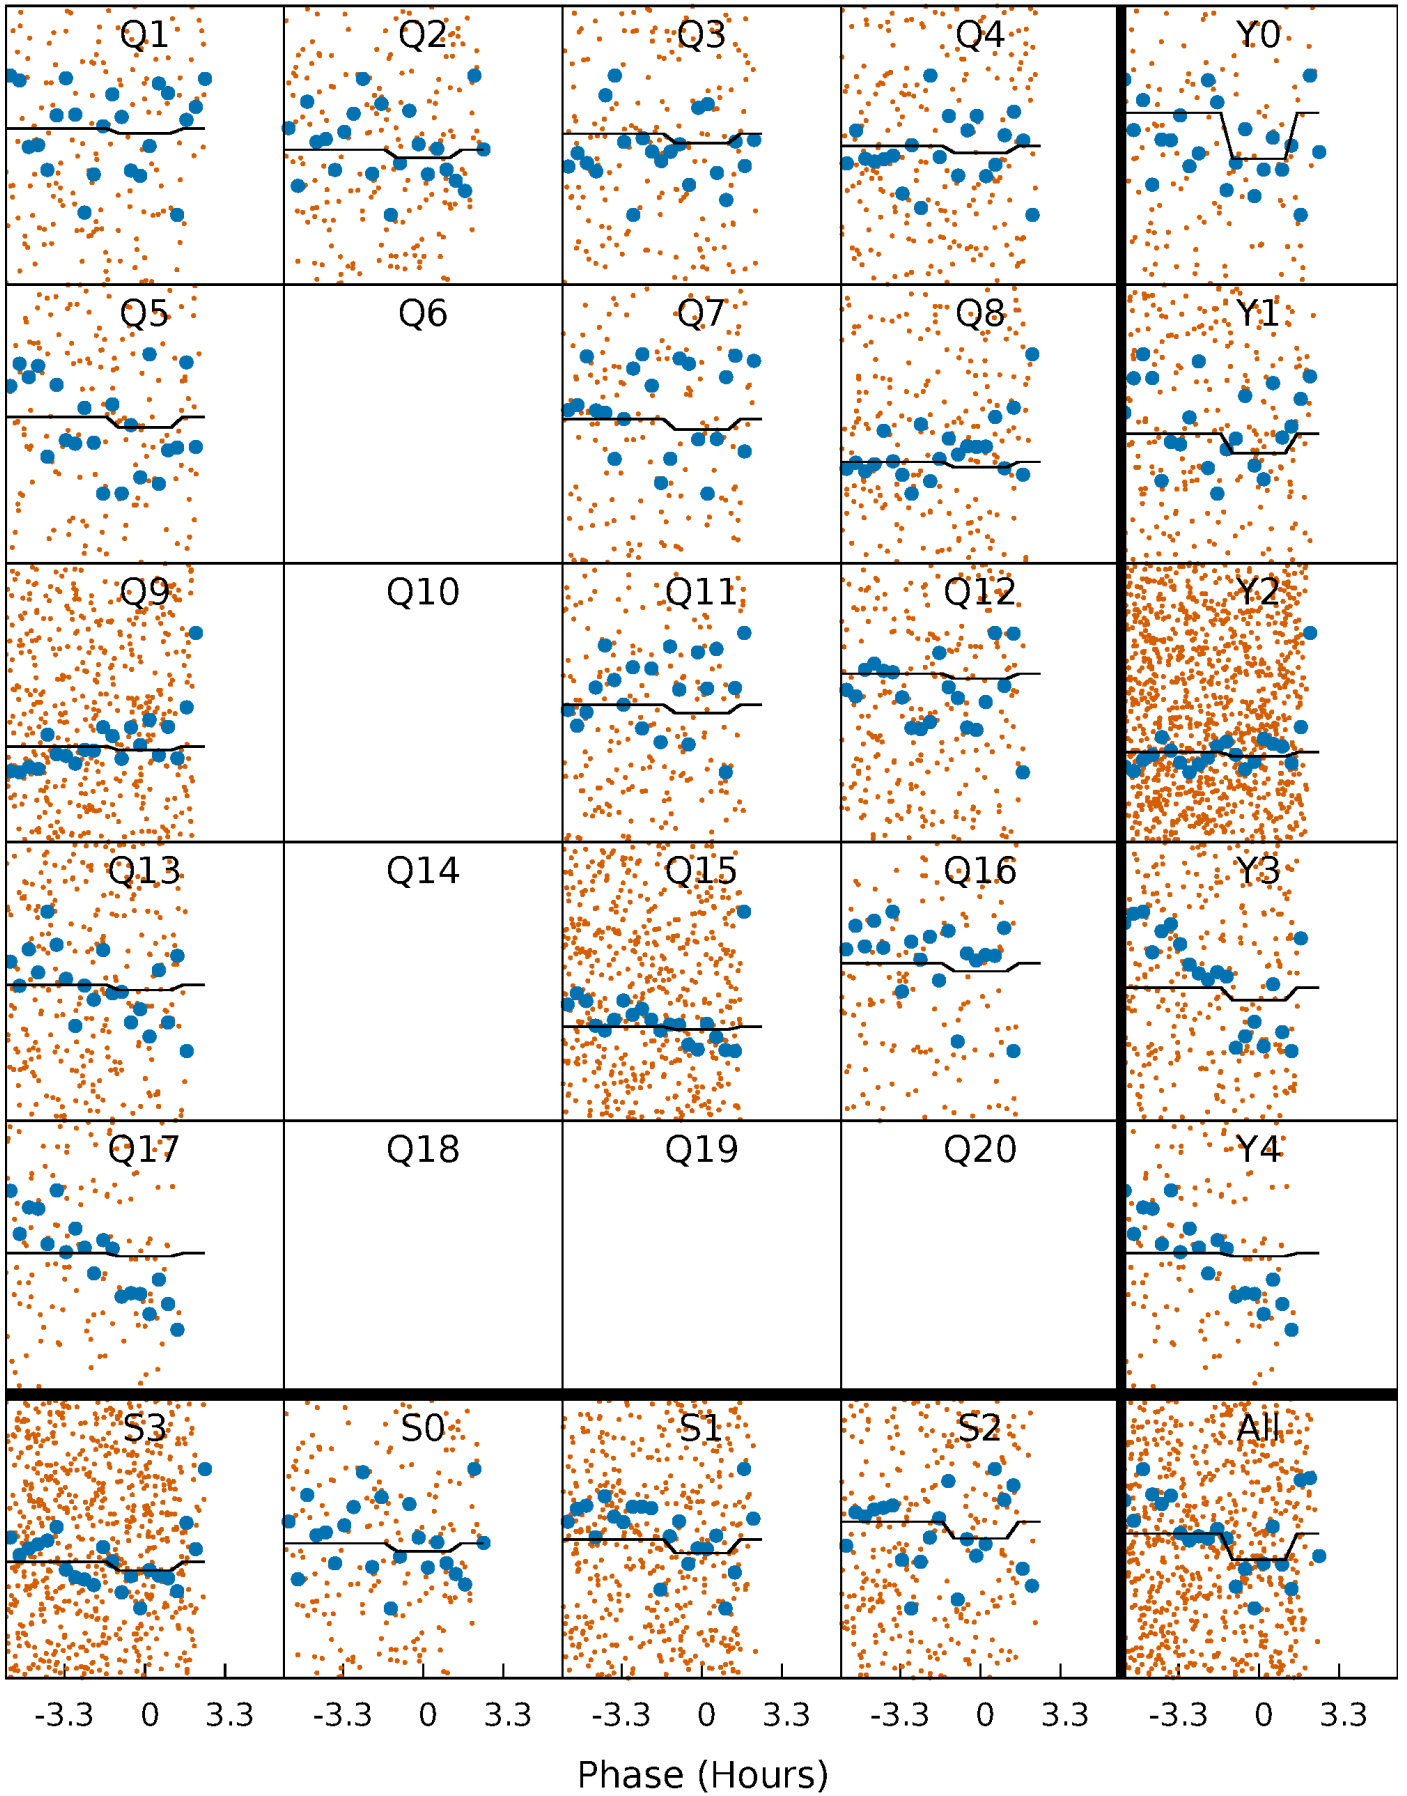 Q1 Q2 Q3 Q4 Y0
Q5 Q6 Q7 Q8 Y1
Q9 Q10 Q11 Q12 Y2
Q13 Q14 Q15 Q16 Y3
Q17 Q18 Q19 Q20 Y4
S3 S0 S1 S2 All
-3.3 0 3.3 -3.3 0 3.3 -3.3 0 3.3 -3.3 0 3.3 -3.3 0 3.3
Phase (Hours)